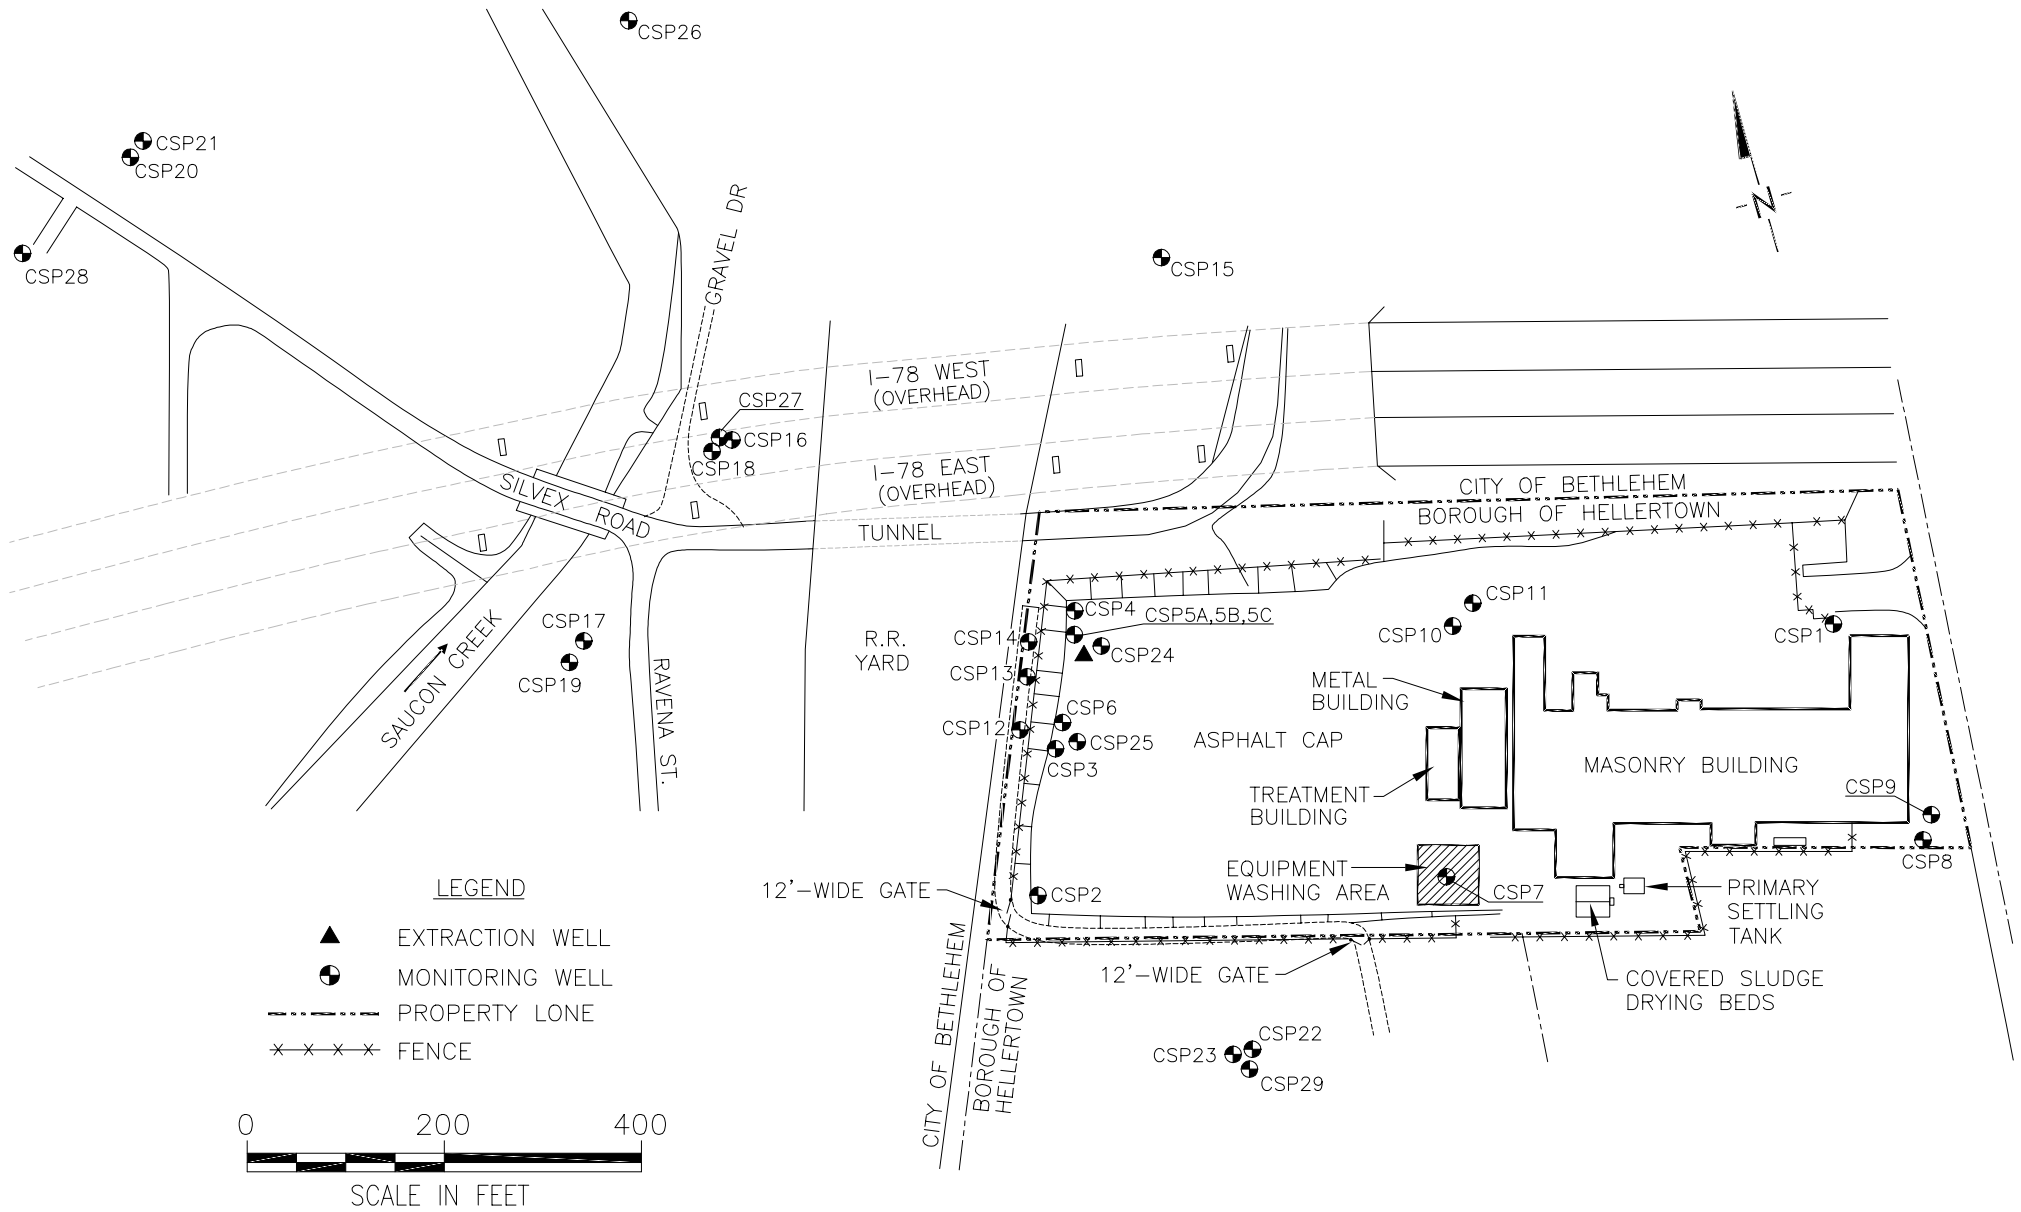 CSP26
CSP21
CSP20
CSP28
GRAVEL DR
N
CSP15
I-78 WEST
(OVERHEAD)
CSP27
CSP16
CSP18
I-78 EAST
(OVERHEAD)
SILVEX ROAD
TUNNEL
CITY OF BETHLEHEM
BOROUGH OF HELLERTOWN
CSP17
CSP19
SAUCON CREEK
RAVENA ST.
R.R.
YARD
CSP4
CSP5A,5B,5C
CSP14
CSP24
CSP13
CSP6
CSP12
CSP25
CSP3
CSP11
CSP10
CSP1
METAL
BUILDING
ASPHALT CAP
MASONRY BUILDING
TREATMENT
BUILDING
CSP9
CSP8
EQUIPMENT
WASHING AREA
CSP7
12'-WIDE GATE
CSP2
PRIMARY
SETTLING
TANK
12'-WIDE GATE
COVERED SLUDGE
DRYING BEDS
CITY OF BETHLEHEM
BOROUGH OF
HELLERTOWN
CSP22
CSP23
CSP29
LEGEND
EXTRACTION WELL
MONITORING WELL
PROPERTY LONE
FENCE
0 200 400
SCALE IN FEET